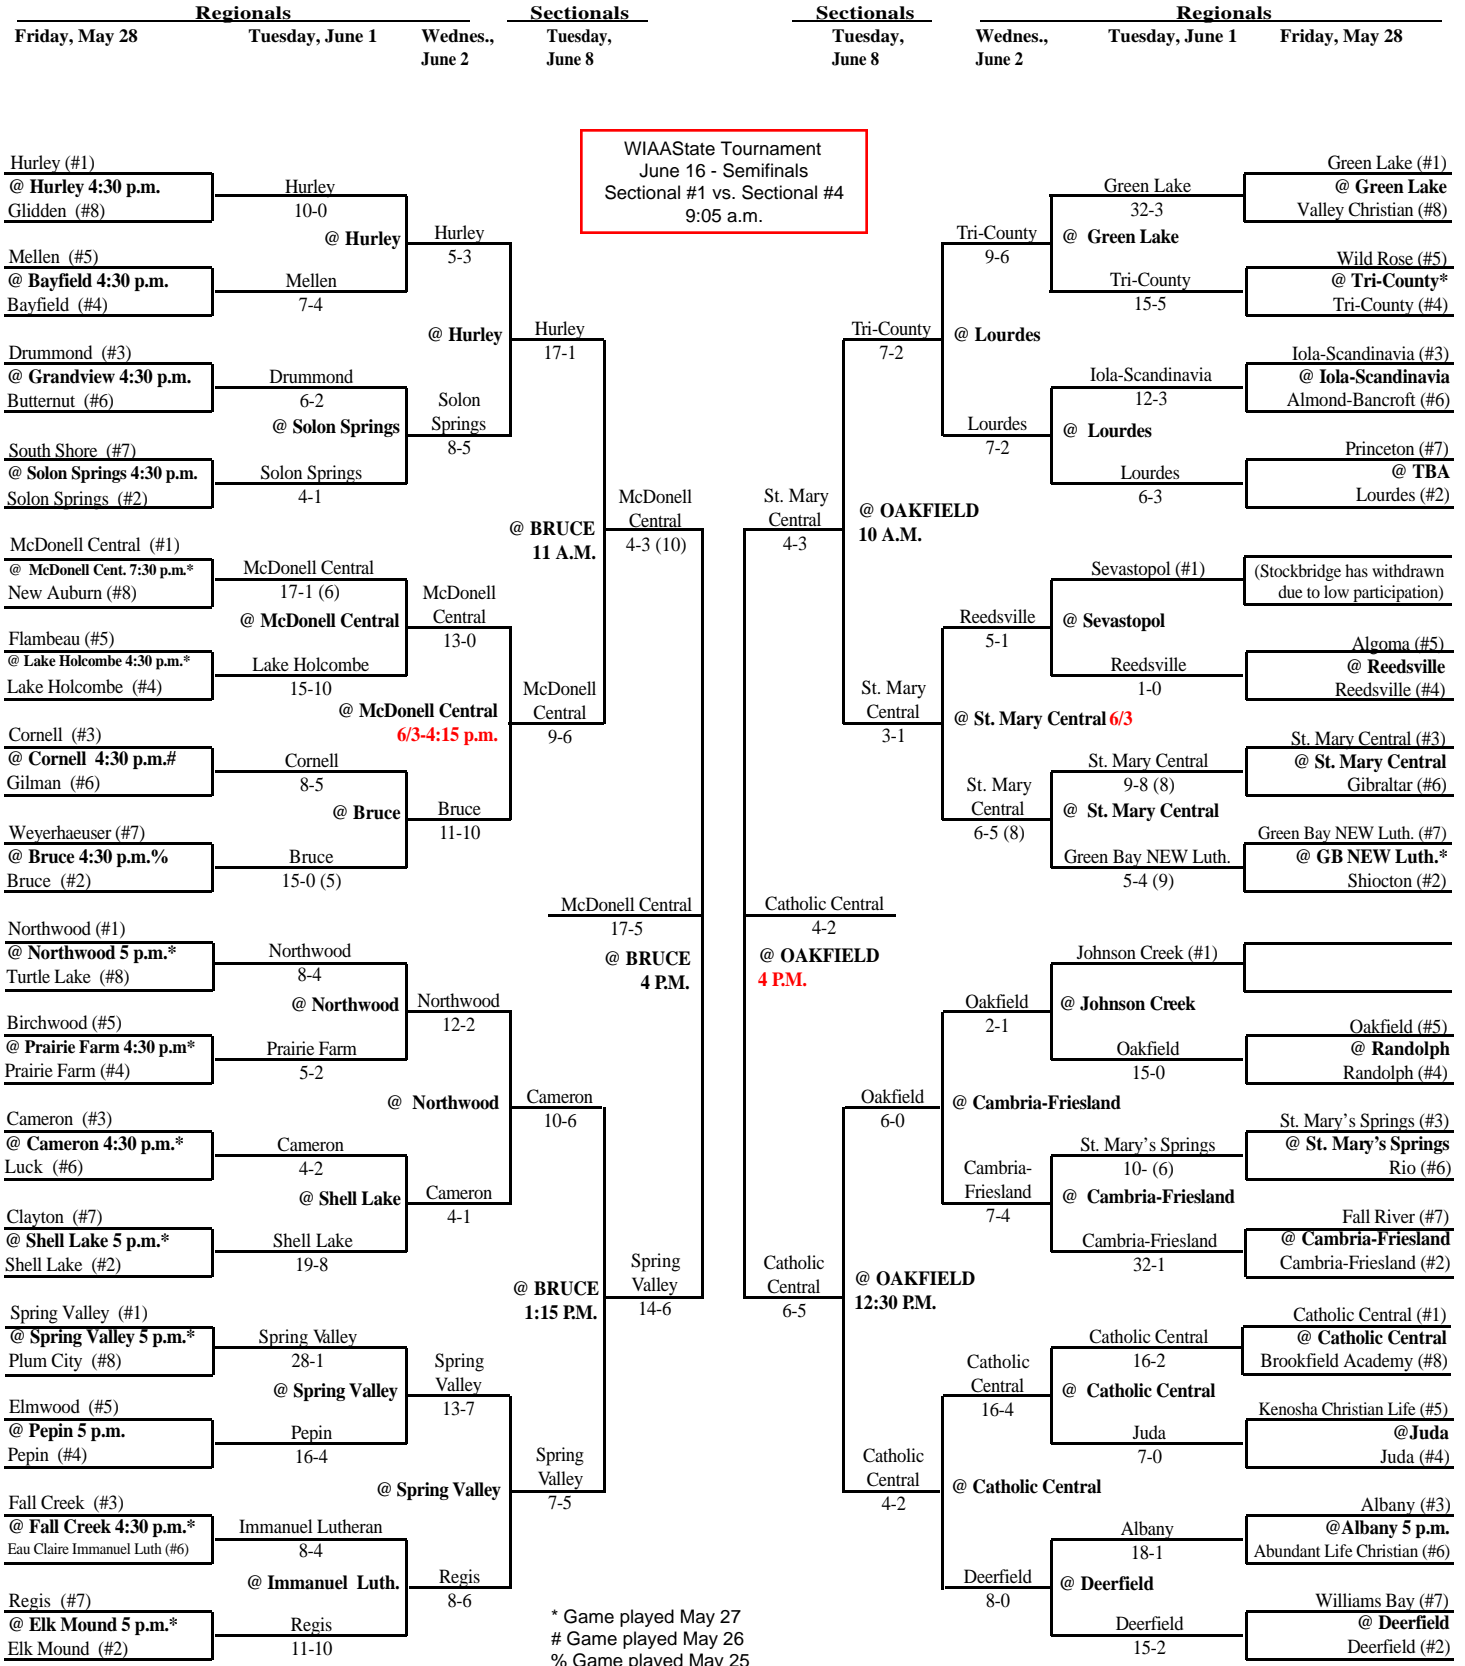 Regionals
Sectionals
Sectionals
Regionals
Friday, May 28
Tuesday, June 1
Wednes.,
June 2
Tuesday,
June 8
Tuesday,
June 8
Wednes.,
June 2
Tuesday, June 1
Friday, May 28
WIAAState Tournament
June 16 - Semifinals
Sectional #1 vs. Sectional #4
9:05 a.m.
Hurley (#1)
@ Hurley 4:30 p.m.
Glidden (#8)
Mellen (#5)
@ Bayfield 4:30 p.m.
Bayfield (#4)
Drummond (#3)
@ Grandview 4:30 p.m.
Butternut (#6)
South Shore (#7)
@ Solon Springs 4:30 p.m.
Solon Springs (#2)
McDonell Central (#1)
@ McDonell Cent. 7:30 p.m.*
New Auburn (#8)
Flambeau (#5)
@ Lake Holcombe 4:30 p.m.*
Lake Holcombe (#4)
Cornell (#3)
@ Cornell 4:30 p.m.#
Gilman (#6)
Weyerhaeuser (#7)
@ Bruce 4:30 p.m.%
Bruce (#2)
Northwood (#1)
@ Northwood 5 p.m.*
Turtle Lake (#8)
Birchwood (#5)
@ Prairie Farm 4:30 p.m*
Prairie Farm (#4)
Cameron (#3)
@ Cameron 4:30 p.m.*
Luck (#6)
Clayton (#7)
@ Shell Lake 5 p.m.*
Shell Lake (#2)
Spring Valley (#1)
@ Spring Valley 5 p.m.*
Plum City (#8)
Elmwood (#5)
@ Pepin 5 p.m.
Pepin (#4)
Fall Creek (#3)
@ Fall Creek 4:30 p.m.*
Eau Claire Immanuel Luth (#6)
Regis (#7)
@ Elk Mound 5 p.m.*
Elk Mound (#2)
Hurley
10-0
@ Hurley
Mellen
7-4
Drummond
6-2
@ Solon Springs
Solon Springs
4-1
McDonell Central
17-1 (6)
@ McDonell Central
Lake Holcombe
15-10
Cornell
8-5
@ Bruce
Bruce
15-0 (5)
Northwood
8-4
@ Northwood
Prairie Farm
5-2
Cameron
4-2
@ Shell Lake
Shell Lake
19-8
Spring Valley
28-1
@ Spring Valley
Pepin
16-4
Immanuel Lutheran
8-4
@ Immanuel Luth.
Regis
11-10
Hurley
5-3
@ Hurley
Solon
Springs
8-5
McDonell
Central
13-0
@ McDonell Central
6/3-4:15 p.m.
Bruce
11-10
Northwood
12-2
@ Northwood
Cameron
4-1
Spring
Valley
13-7
@ Spring Valley
Regis
8-6
Hurley
17-1
@ BRUCE
11 A.M.
McDonell
Central
9-6
Cameron
10-6
@ BRUCE
1:15 P.M.
Spring
Valley
7-5
McDonell
Central
4-3 (10)
McDonell Central
17-5
@ BRUCE
4 P.M.
Spring
Valley
14-6
* Game played May 27
# Game played May 26
% Game played May 25
St. Mary
Central
4-3
Catholic Central
4-2
@ OAKFIELD
4 P.M.
Catholic
Central
6-5
Tri-County
7-2
@ OAKFIELD
10 A.M.
St. Mary
Central
3-1
Oakfield
6-0
@ OAKFIELD
12:30 P.M.
Catholic
Central
4-2
Tri-County
9-6
@ Lourdes
Lourdes
7-2
Reedsville
5-1
@ St. Mary Central 6/3
St. Mary
Central
6-5 (8)
Oakfield
2-1
@ Cambria-Friesland
Cambria-
Friesland
7-4
Catholic
Central
16-4
@ Catholic Central
Deerfield
8-0
Green Lake
32-3
@ Green Lake
Tri-County
15-5
Iola-Scandinavia
12-3
@ Lourdes
Lourdes
6-3
Sevastopol (#1)
@ Sevastopol
Reedsville
1-0
St. Mary Central
9-8 (8)
@ St. Mary Central
Green Bay NEW Luth.
5-4 (9)
Johnson Creek (#1)
@ Johnson Creek
Oakfield
15-0
St. Mary's Springs
10- (6)
@ Cambria-Friesland
Cambria-Friesland
32-1
Catholic Central
16-2
@ Catholic Central
Juda
7-0
Albany
18-1
@ Deerfield
Deerfield
15-2
Green Lake (#1)
@ Green Lake
Valley Christian (#8)
Wild Rose (#5)
@ Tri-County*
Tri-County (#4)
Iola-Scandinavia (#3)
@ Iola-Scandinavia
Almond-Bancroft (#6)
Princeton (#7)
@ TBA
Lourdes (#2)
(Stockbridge has withdrawn
due to low participation)
Algoma (#5)
@ Reedsville
Reedsville (#4)
St. Mary Central (#3)
@ St. Mary Central
Gibraltar (#6)
Green Bay NEW Luth. (#7)
@ GB NEW Luth.*
Shiocton (#2)
Oakfield (#5)
@ Randolph
Randolph (#4)
St. Mary's Springs (#3)
@ St. Mary's Springs
Rio (#6)
Fall River (#7)
@ Cambria-Friesland
Cambria-Friesland (#2)
Catholic Central (#1)
@ Catholic Central
Brookfield Academy (#8)
Kenosha Christian Life (#5)
@Juda
Juda (#4)
Albany (#3)
@Albany 5 p.m.
Abundant Life Christian (#6)
Williams Bay (#7)
@ Deerfield
Deerfield (#2)